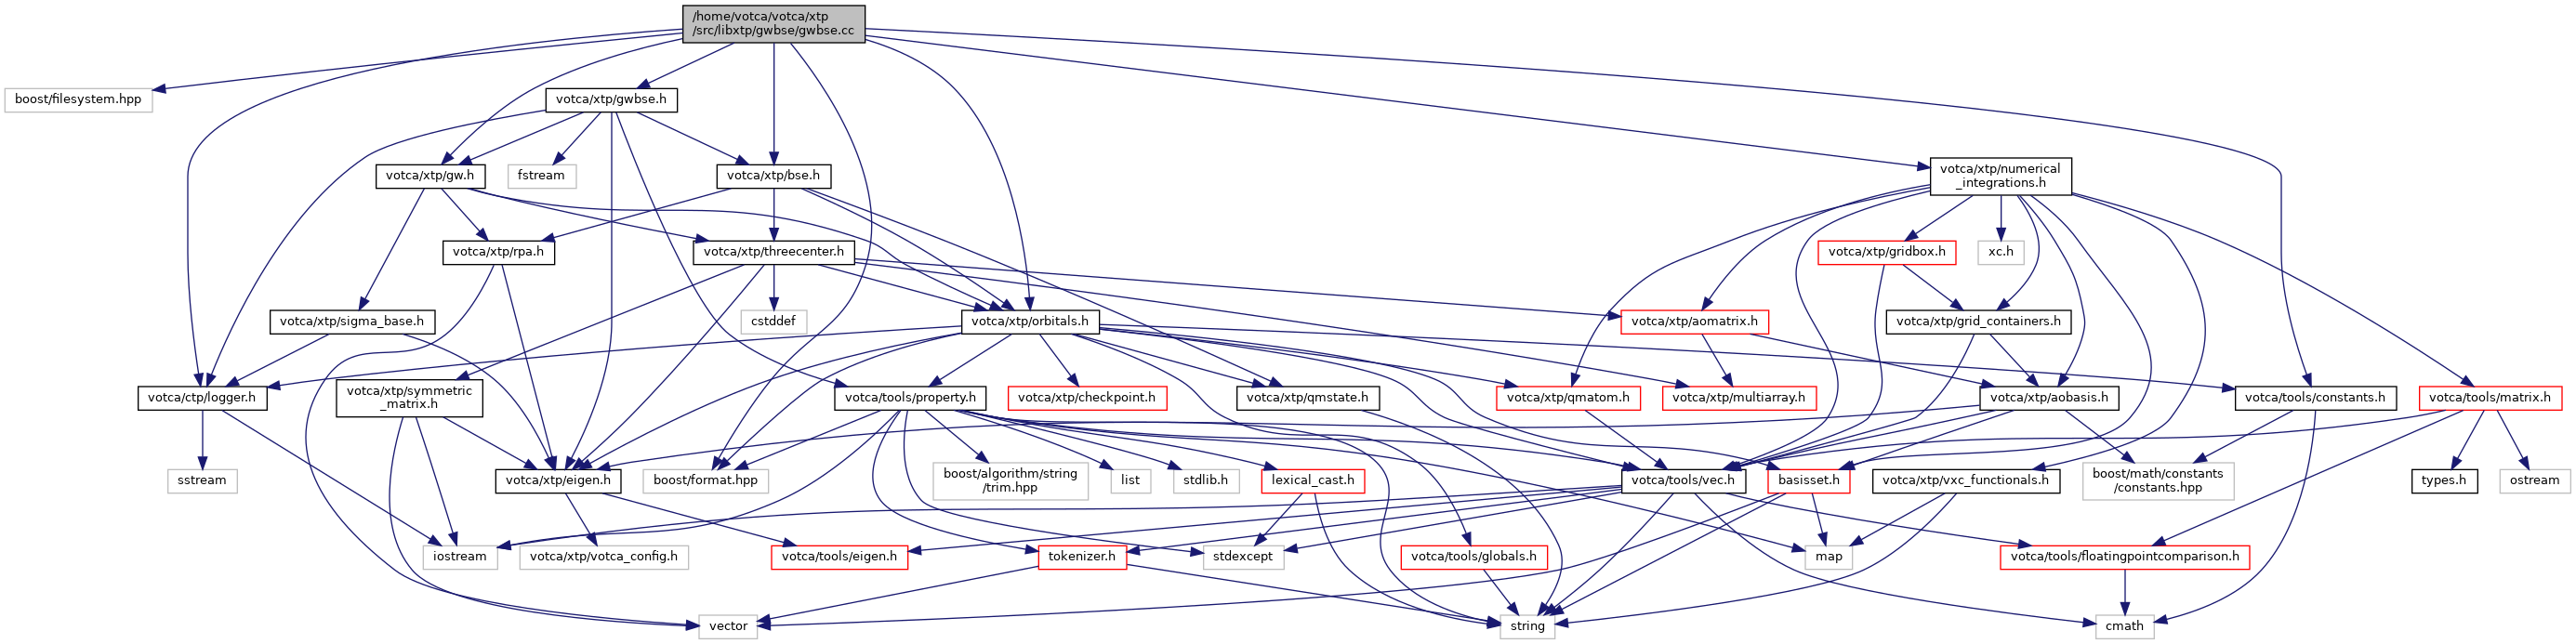 /home/votca/votca/xtp
/src/libxtp/gwbse/gwbse.cc
boost/filesystem.hpp
votca/xtp/gwbse.h
votca/xtp/gw.h
fstream
votca/xtp/bse.h
votca/xtp/numerical
_integrations.h
votca/xtp/rpa.h
votca/xtp/threecenter.h
votca/xtp/gridbox.h
xc.h
votca/xtp/sigma_base.h
cstddef
votca/xtp/orbitals.h
votca/xtp/aomatrix.h
votca/xtp/grid_containers.h
votca/ctp/logger.h
votca/xtp/symmetric
_matrix.h
votca/tools/property.h
votca/xtp/checkpoint.h
votca/xtp/qmstate.h
votca/xtp/qmatom.h
votca/xtp/multiarray.h
votca/xtp/aobasis.h
votca/tools/constants.h
votca/tools/matrix.h
sstream
votca/xtp/eigen.h
boost/format.hpp
boost/algorithm/string
/trim.hpp
list
stdlib.h
lexical_cast.h
votca/tools/vec.h
basisset.h
votca/xtp/vxc_functionals.h
boost/math/constants
/constants.hpp
types.h
ostream
iostream
votca/xtp/votca_config.h
votca/tools/eigen.h
tokenizer.h
stdexcept
votca/tools/globals.h
map
votca/tools/floatingpointcomparison.h
vector
string
cmath